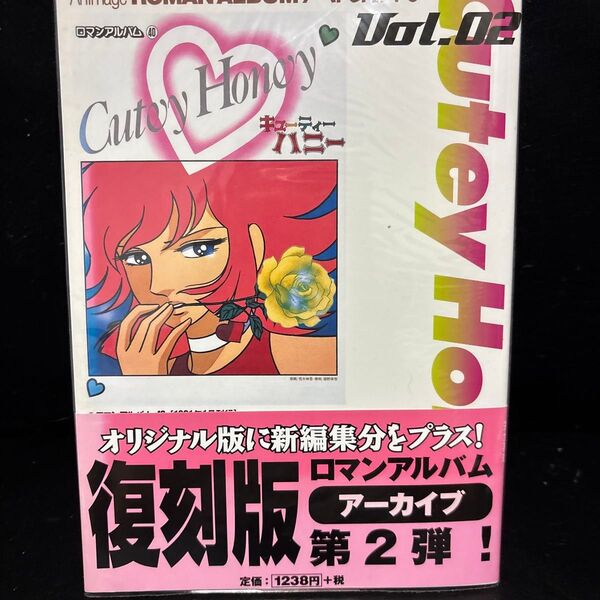 Animage ROMAN ALBUM
Vol.02
ロマンアルバム 40
Cutey Honey
キューティー
ハニー
Cutey Ho
オリジナル版に新編集分をプラス!
復刻版
ロマンアルバム
アーカイブ
第2弾!
定価:1238円+税